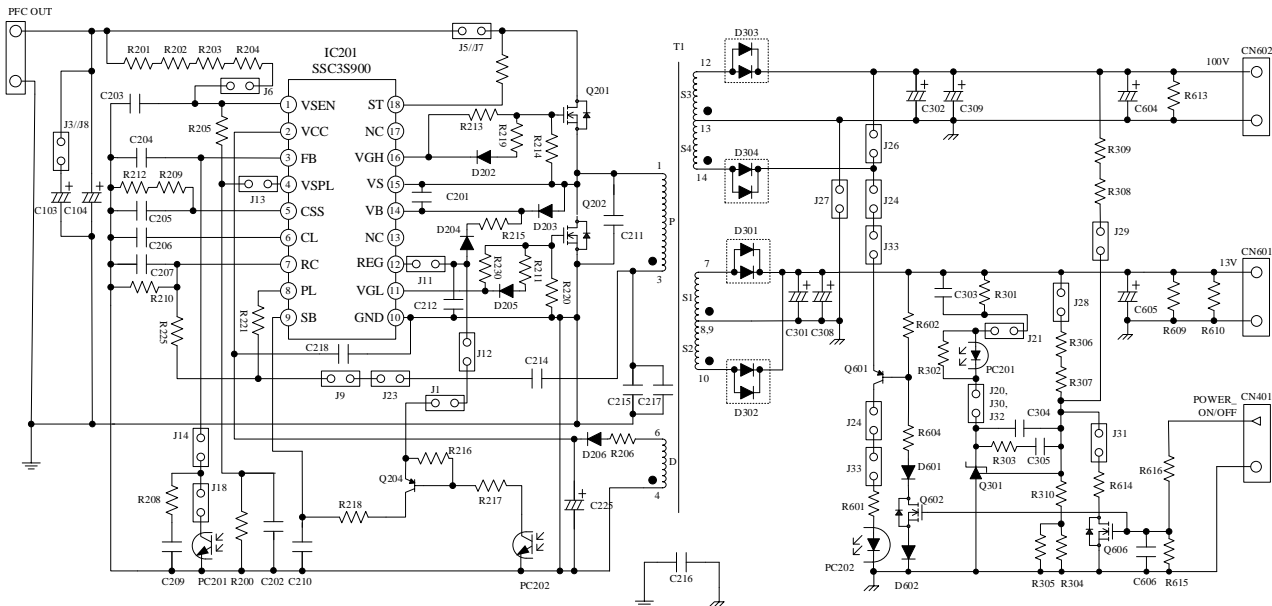 PFC OUT
R201 R202 R203 R204
J5//J7
J6
IC201
SSC3S900
C203
J3//J8
R205
1 VSEN
2 VCC
3 FB
4 VSPL
5 CSS
6 CL
7 RC
8 PL
9 SB
ST 18
NC 17
VGH 16
VS 15
VB 14
NC 13
REG 12
VGL 11
GND 10
C204
R212 R209
J13
C103 C104
C205
C206
C207
R210
R225
R221
C218
J9
J23
C214
J1
J11
J12
C212
R213
R219
R214
D202
Q201
C201
D203
D204
R215
Q202
C211
R230
R211
D205
R220
C215 C217
D206 R206
J14
J18
R208
C209
PC201
R200
C202
C210
R218
Q204
R216
R217
PC202
C225
C216
T1
1
P
3
6
D
4
12
S3
13
S4
14
7
S1
8,9
S2
10
D303
D304
D301
D302
C302 C309
J26
J27
J24
J33
C301 C308
R309
R308
J29
C604
R613
100V
CN602
13V
CN601
C605
R609
R610
R602
C303
R301
J28
J21
R302
PC201
R306
R307
Q601
J20,
J30,
J32
C304
R303
C305
J31
J24
J33
R604
D601
Q602
R601
PC202
D602
Q301
R310
R614
R305 R304
Q606
C606
R615
R616
POWER_
ON/OFF
CN401